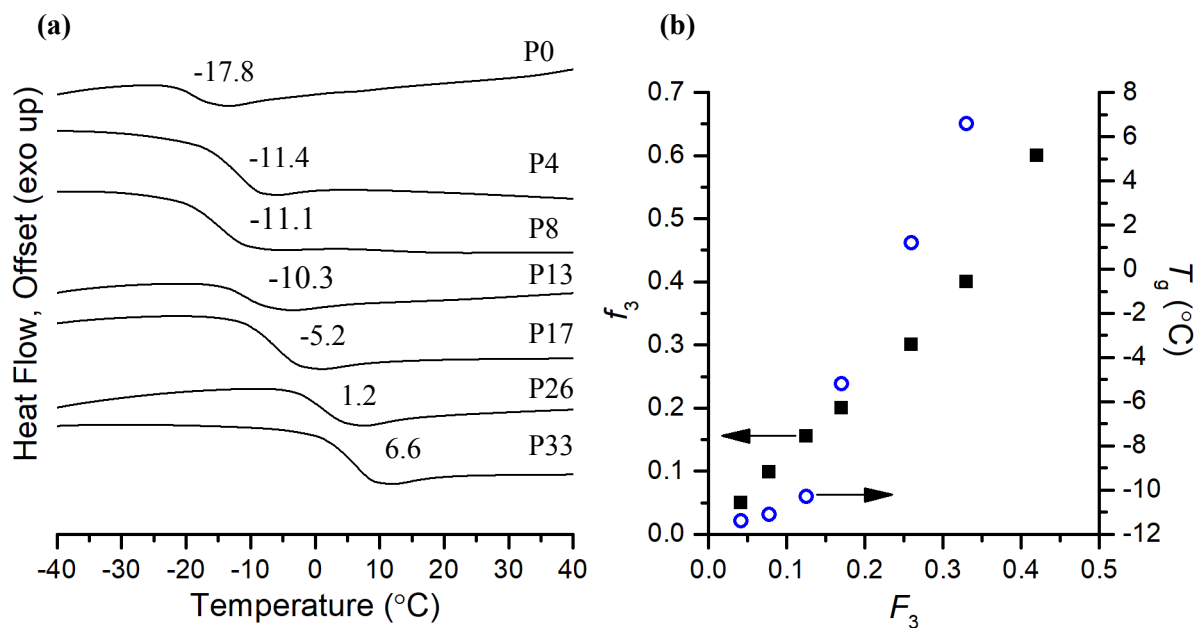 (a)
P0
-17.8
P4
-11.4
P8
-11.1
P13
-10.3
P17
-5.2
P26
1.2
P33
6.6
Heat Flow, Offset (exo up)
-40 -30 -20 -10 0 10 20 30 40
Temperature (°C)
(b)
0.7
0.6
0.5
0.4
0.3
0.2
0.1
0.0
f3
8
6
4
2
0
-2
-4
-6
-8
-10
-12
Tg (°C)
0.0 0.1 0.2 0.3 0.4 0.5
F3